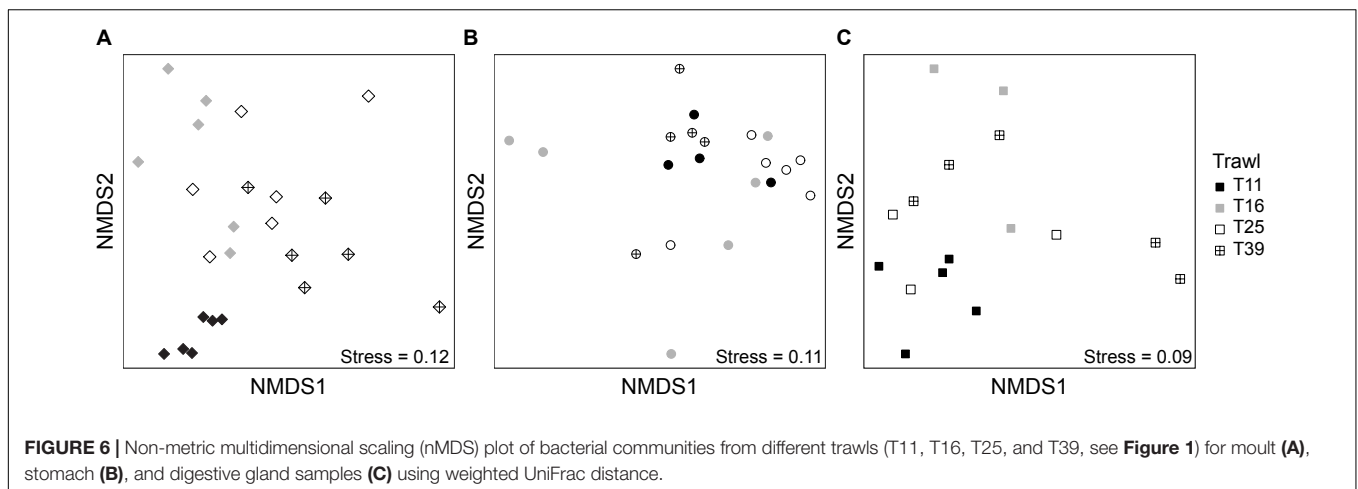 A
B
C
NMDS2
NMDS2
NMDS2
Stress = 0.12
Stress = 0.11
Stress = 0.09
NMDS1
NMDS1
NMDS1
Trawl
T11
T16
T25
T39
FIGURE 6 | Non-metric multidimensional scaling (nMDS) plot of bacterial communities from different trawls (T11, T16, T25, and T39, see Figure 1) for moult (A),
stomach (B), and digestive gland samples (C) using weighted UniFrac distance.